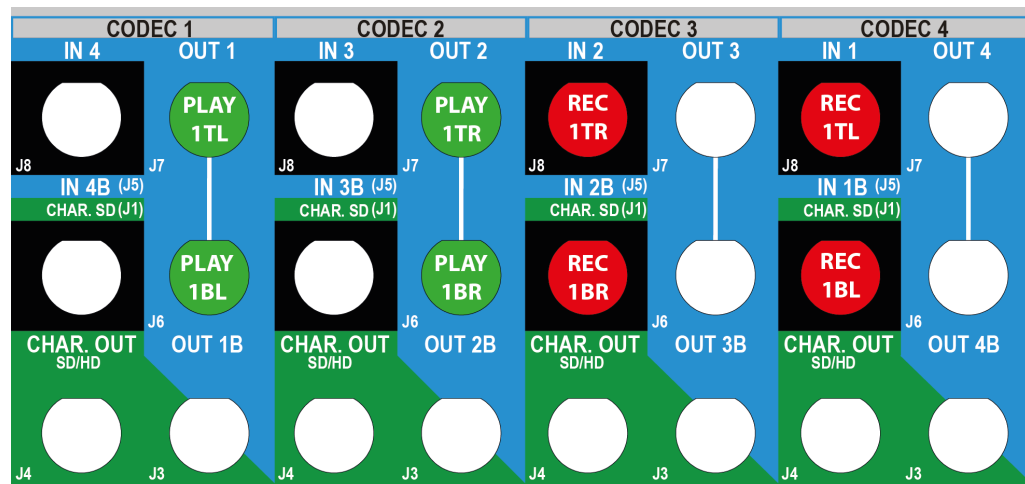 CODEC 1 CODEC 2 CODEC 3 CODEC 4
IN 4 OUT 1 IN 3 OUT 2 IN 2 OUT 3 IN 1 OUT 4
PLAY PLAY REC REC
1TL 1TR 1TR 1TL
J8 J7 J8 J7 J8 J7 J8 J7
IN 4B (J5) IN 3B (J5) IN 2B (J5) IN 1B (J5)
CHAR. SD (J1) CHAR. SD (J1) CHAR. SD (J1) CHAR. SD (J1)
PLAY PLAY REC REC
1BL 1BR 1BR 1BL
J6 J6 J6 J6
CHAR. OUT OUT 1B CHAR. OUT OUT 2B CHAR. OUT OUT 3B CHAR. OUT OUT 4B
SD/HD SD/HD SD/HD SD/HD
J4 J3 J4 J3 J4 J3 J4 J3